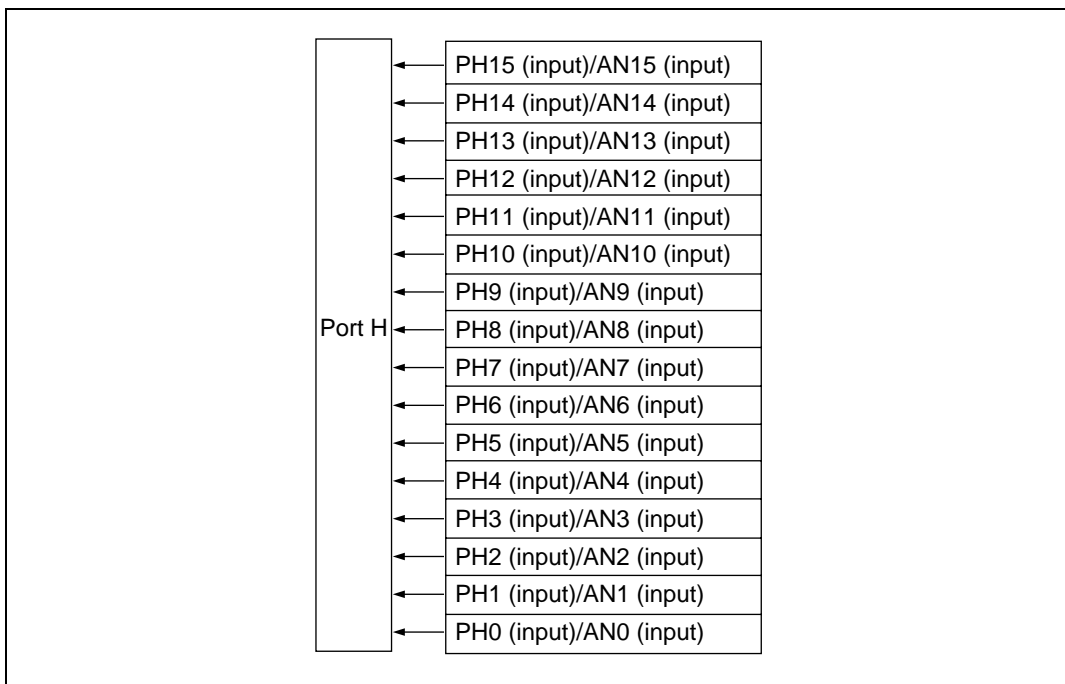 PH15 (input)/AN15 (input)
PH14 (input)/AN14 (input)
PH13 (input)/AN13 (input)
PH12 (input)/AN12 (input)
PH11 (input)/AN11 (input)
PH10 (input)/AN10 (input)
PH9 (input)/AN9 (input)
Port H
PH8 (input)/AN8 (input)
PH7 (input)/AN7 (input)
PH6 (input)/AN6 (input)
PH5 (input)/AN5 (input)
PH4 (input)/AN4 (input)
PH3 (input)/AN3 (input)
PH2 (input)/AN2 (input)
PH1 (input)/AN1 (input)
PH0 (input)/AN0 (input)